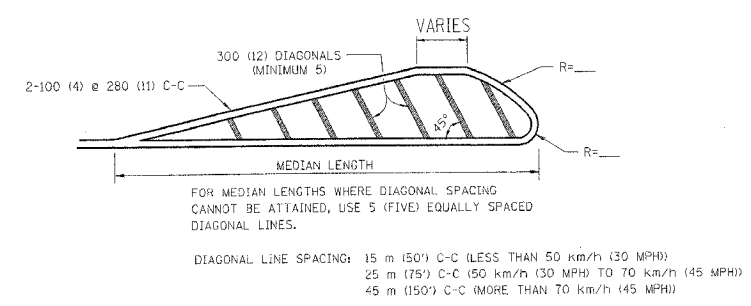 VARIES
300 (12) DIAGONALS
(MINIMUM 5)
R=___
2-100 (4) @ 280 (11) C-C
45°
R=___
MEDIAN LENGTH
FOR MEDIAN LENGTHS WHERE DIAGONAL SPACING
CANNOT BE ATTAINED, USE 5 (FIVE) EQUALLY SPACED
DIAGONAL LINES.
DIAGONAL LINE SPACING: 15 m (50') C-C (LESS THAN 50 km/h (30 MPH))
25 m (75') C-C (50 km/h (30 MPH) TO 70 km/h (45 MPH))
45 m (150') C-C (MORE THAN 70 km/h (45 MPH))